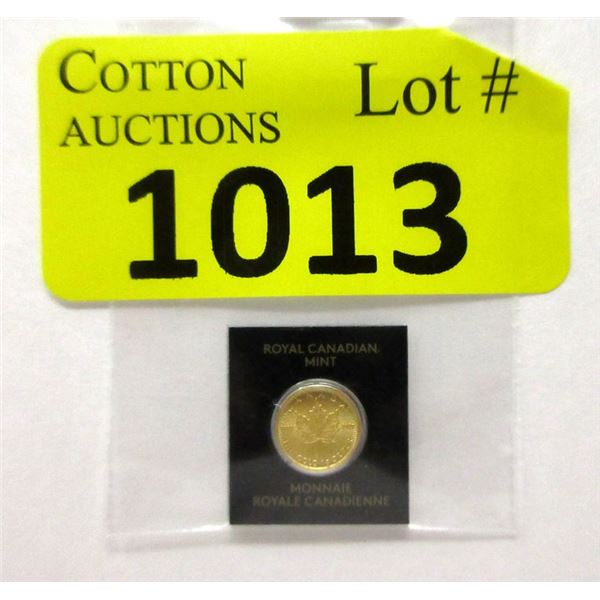 COTTON
AUCTIONS
Lot #
1013
ROYAL CANADIAN
MINT
MONNAIE
ROYALE CANADIENNE